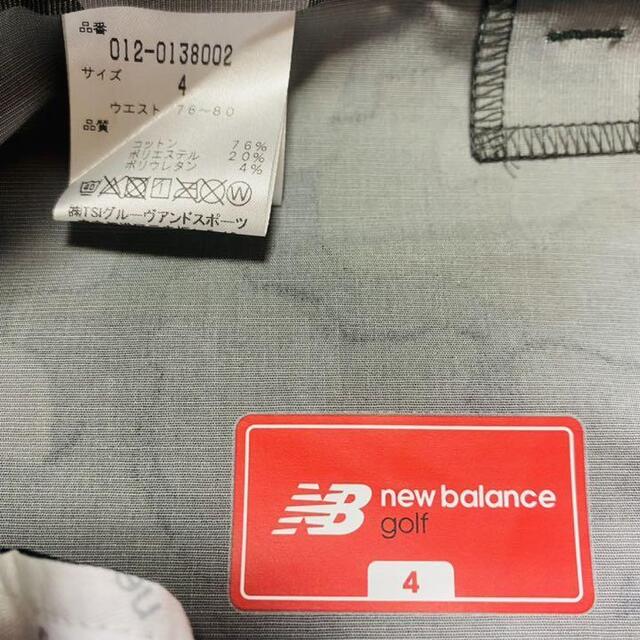 品番
012-0138002
サイズ
4
ウエスト 76~80
品質
コットン 76%
ポリエステル 20%
ポリウレタン 4%
㈱TSIグルーヴアンドスポーツ
NB new balance
golf
4